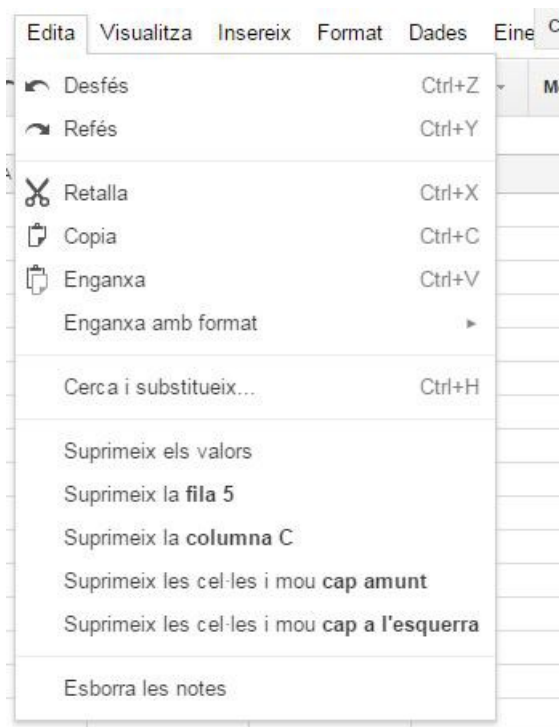 Edita Visualitza Insereix Format Dades Eine C
Desfés Ctrl+Z M
Refés Ctrl+Y
Retalla Ctrl+X
Copia Ctrl+C
Enganxa Ctrl+V
Enganxa amb format
Cerca i substitueix... Ctrl+H
Suprimeix els valors
Suprimeix la fila 5
Suprimeix la columna C
Suprimeix les cel·les i mou cap amunt
Suprimeix les cel·les i mou cap a l'esquerra
Esborra les notes